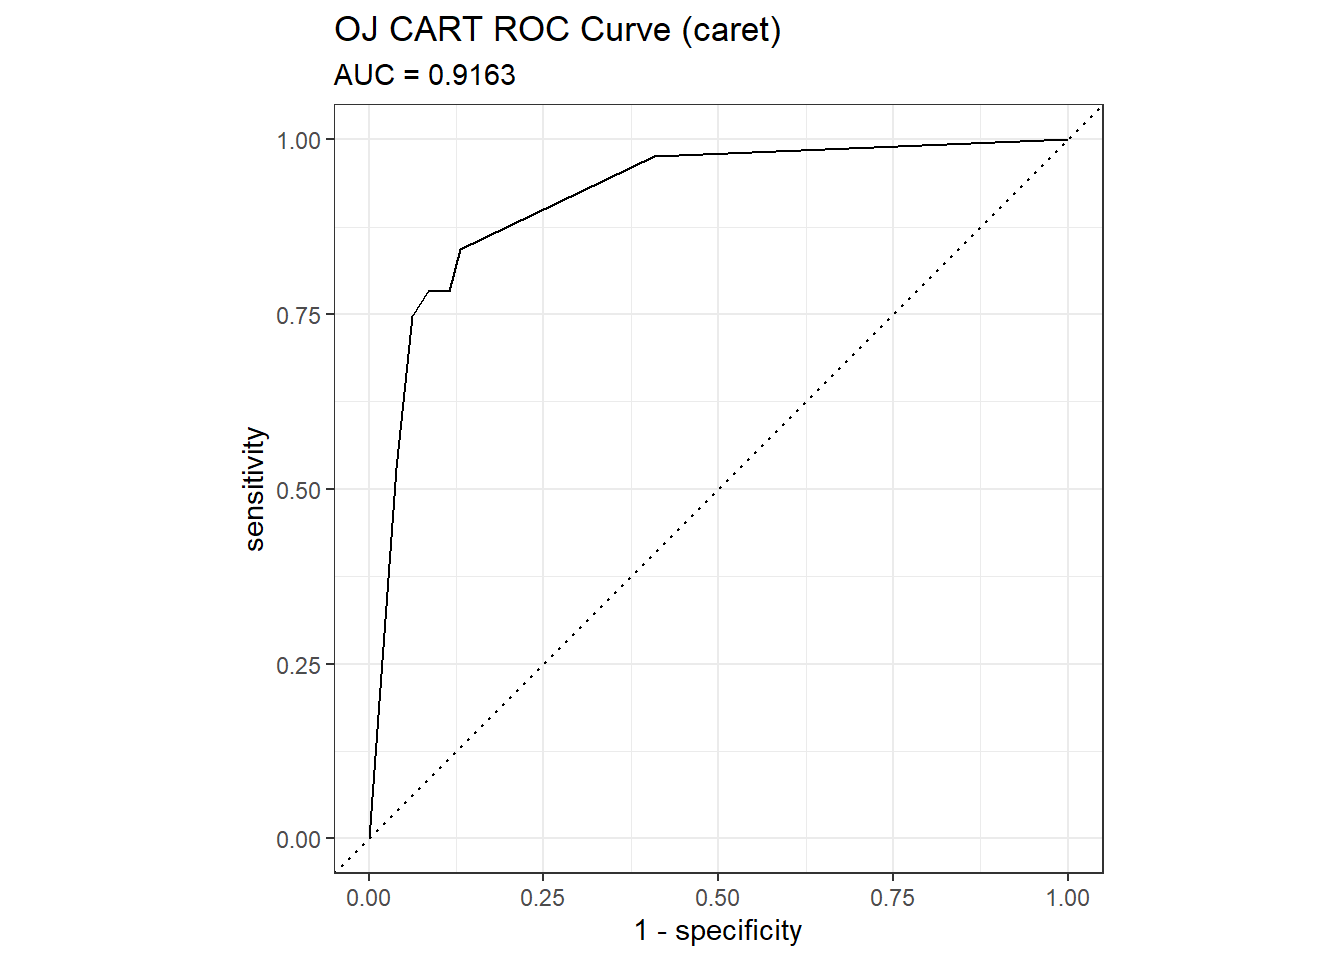 OJ CART ROC Curve (caret)
AUC = 0.9163
1.00
0.75
0.50
0.25
0.00
sensitivity
0.00 0.25 0.50 0.75 1.00
1 - specificity